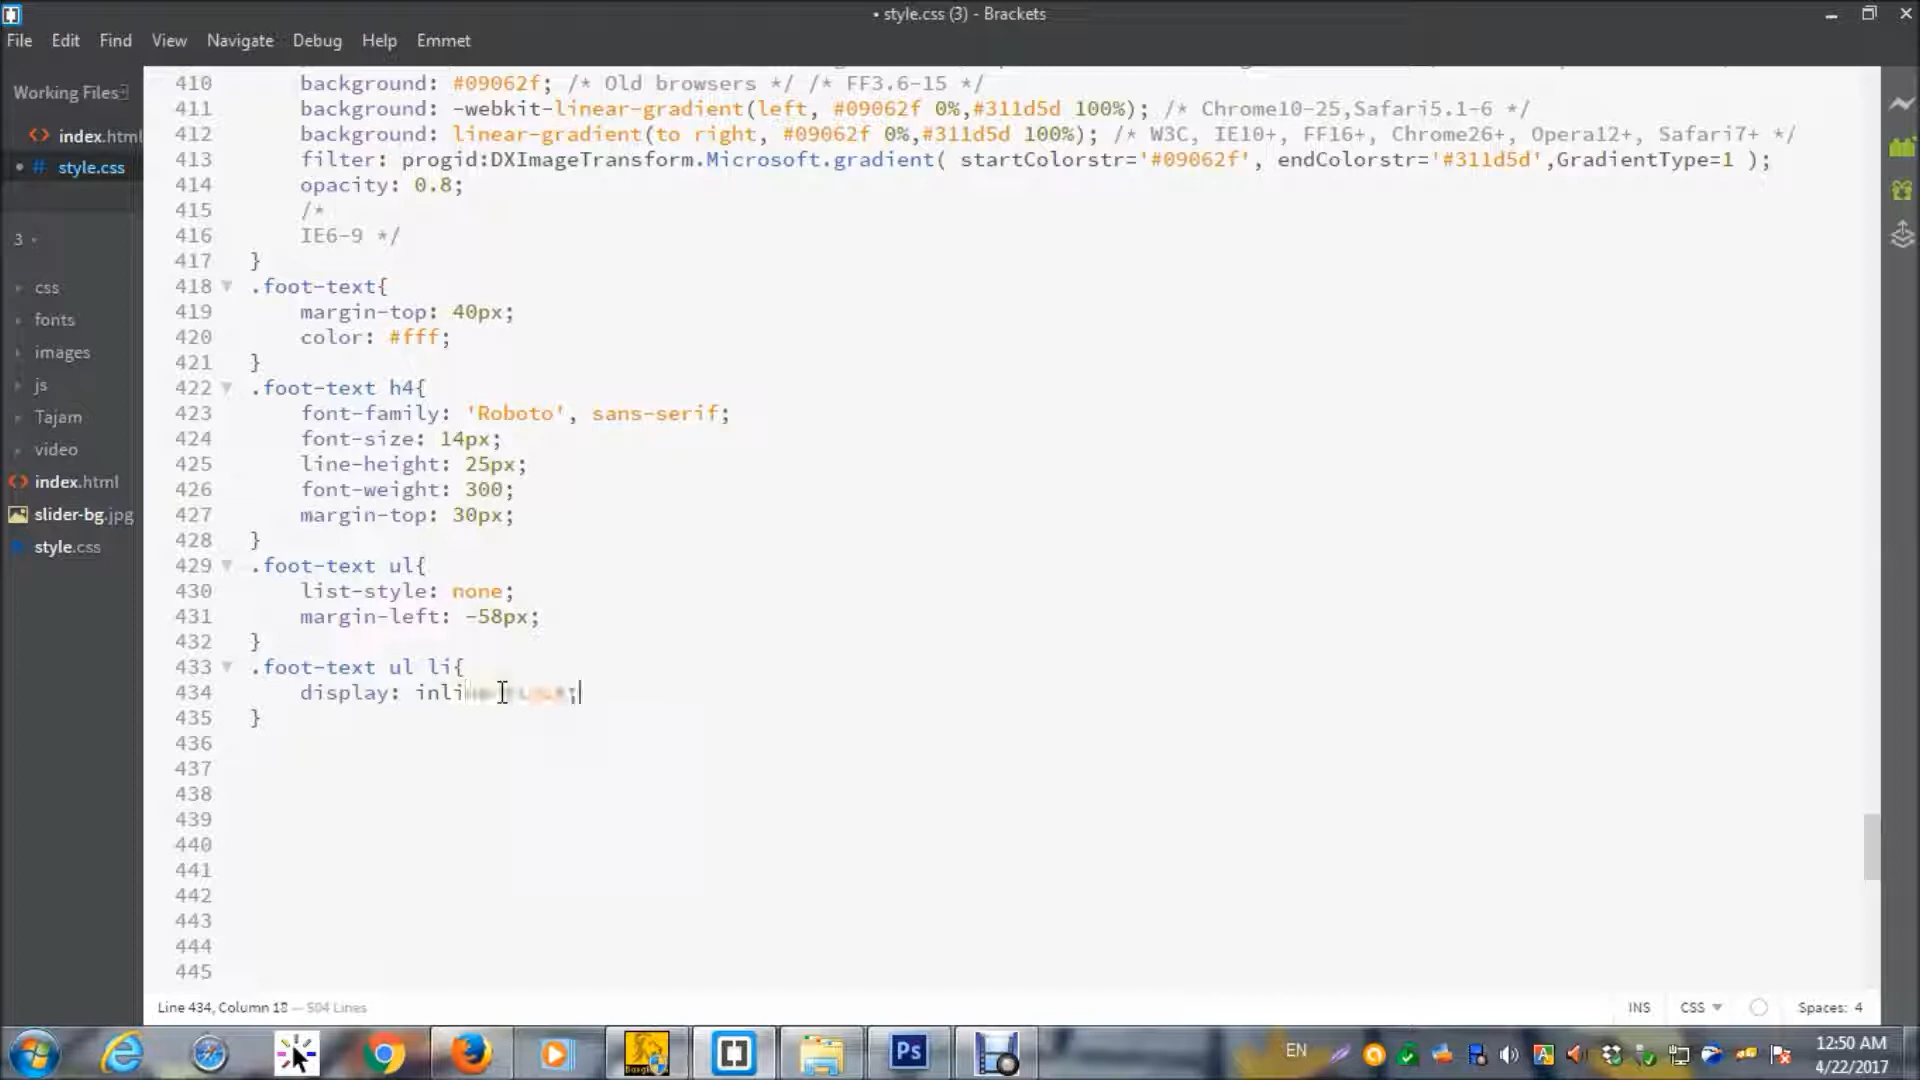 • style.css (3) - Brackets
File Edit Find View Navigate Debug Help Emmet
Working Files
index.html
style.css
3
css
fonts
images
js
Tajam
video
index.html
slider-bg.jpg
style.css
410 background: #09062f; /* Old browsers */ /* FF3.6-15 */
411 background: -webkit-linear-gradient(left, #09062f 0%,#311d5d 100%); /* Chrome10-25,Safari5.1-6 */
412 background: linear-gradient(to right, #09062f 0%,#311d5d 100%); /* W3C, IE10+, FF16+, Chrome26+, Opera12+, Safari7+ */
413 filter: progid:DXImageTransform.Microsoft.gradient( startColorstr='#09062f', endColorstr='#311d5d',GradientType=1 );
414 opacity: 0.8;
415 /*
416 IE6-9 */
417 }
418 .foot-text{
419 margin-top: 40px;
420 color: #fff;
421 }
422 .foot-text h4{
423 font-family: 'Roboto', sans-serif;
424 font-size: 14px;
425 line-height: 25px;
426 font-weight: 300;
427 margin-top: 30px;
428 }
429 .foot-text ul{
430 list-style: none;
431 margin-left: -58px;
432 }
433 .foot-text ul li{
434 display:
435 }
436
437
438
439
440
441
442
443
444
445
Line 434, Column 18 — 504 Lines
INS CSS Spaces: 4
Ps
EN
12:50 AM
4/22/2017